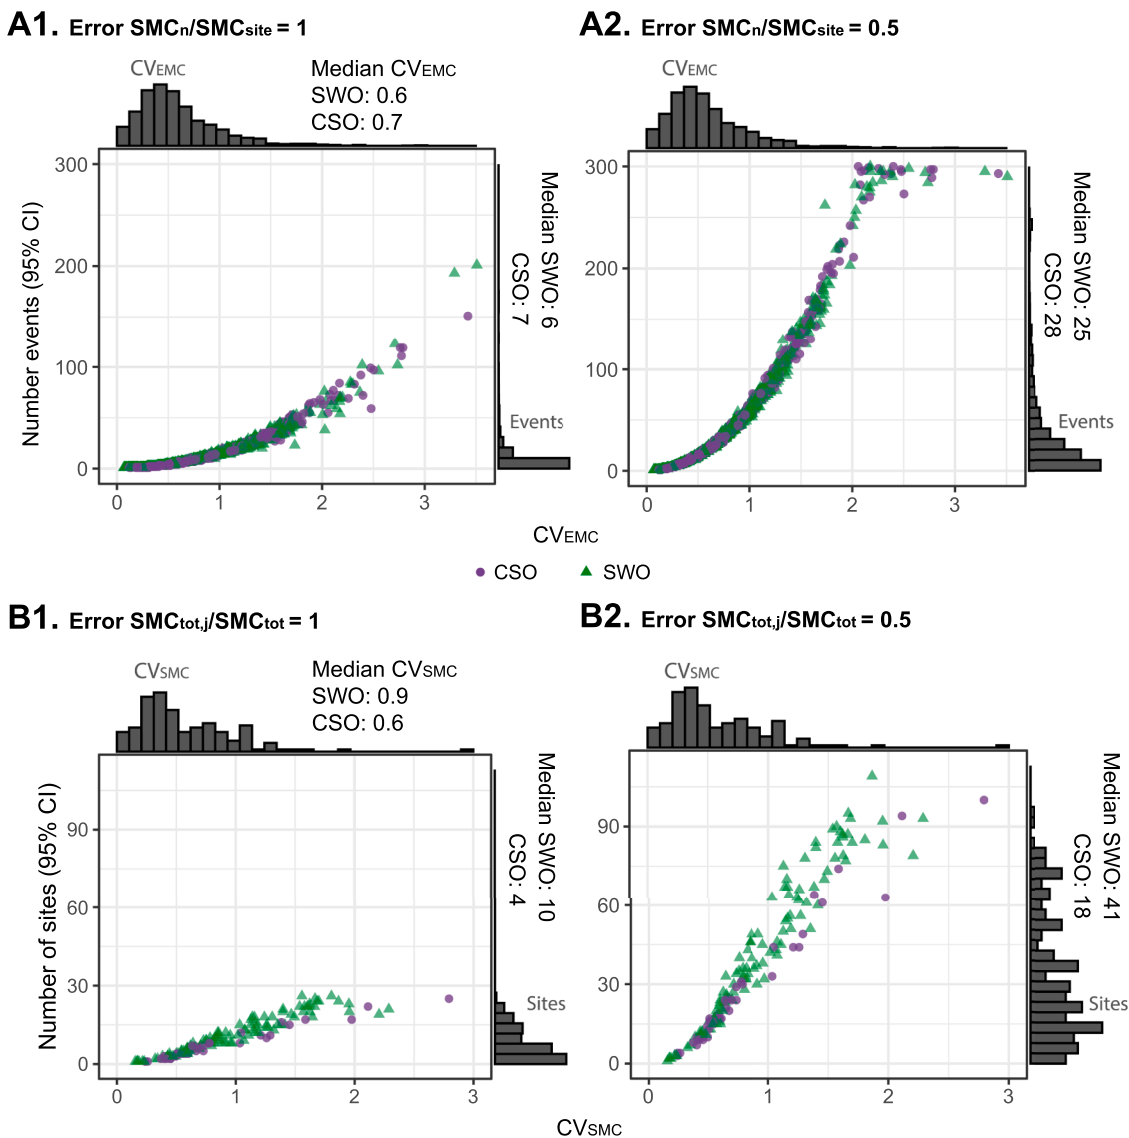 A1. Error SMCn/SMCsite = 1
CVEMC
Median CVEMC
SWO: 0.6
CSO: 0.7
300
200
100
0
Number events (95% CI)
0 1 2 3
Median SWO: 6
CSO: 7
Events
A2. Error SMCn/SMCsite = 0.5
CVEMC
300
200
100
0
0 1 2 3
Median SWO: 25
CSO: 28
Events
CVEMC
CSO SWO
B1. Error SMCtot,j/SMCtot = 1
CVSMC
Median CVSMC
SWO: 0.9
CSO: 0.6
90
60
30
0
Number of sites (95% CI)
0 1 2 3
Median SWO: 10
CSO: 4
Sites
B2. Error SMCtot,j/SMCtot = 0.5
CVSMC
90
60
30
0
0 1 2 3
Median SWO: 41
CSO: 18
Sites
CVSMC